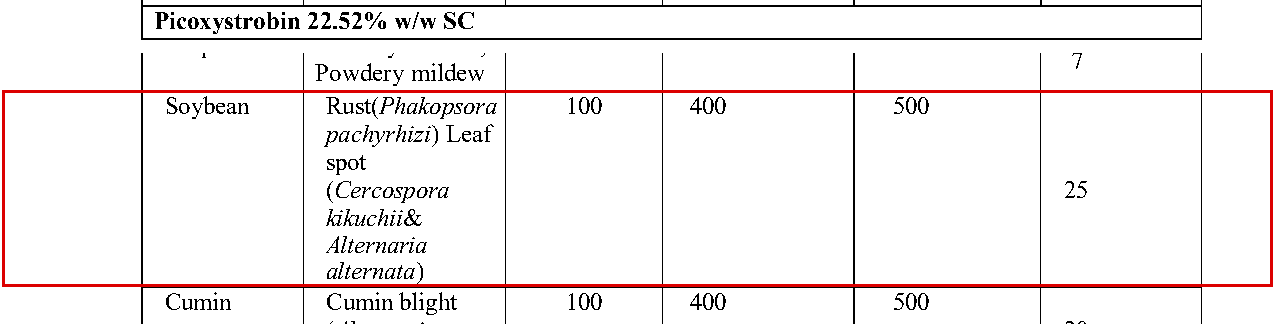 Picoxystrobin 22.52% w/w SC
Powdery mildew 7
Soybean Rust(Phakopsora 100 400 500
pachyrhizi) Leaf
spot
(Cercospora 25
kikuchii&
Alternaria
alternata)
Cumin Cumin blight 100 400 500